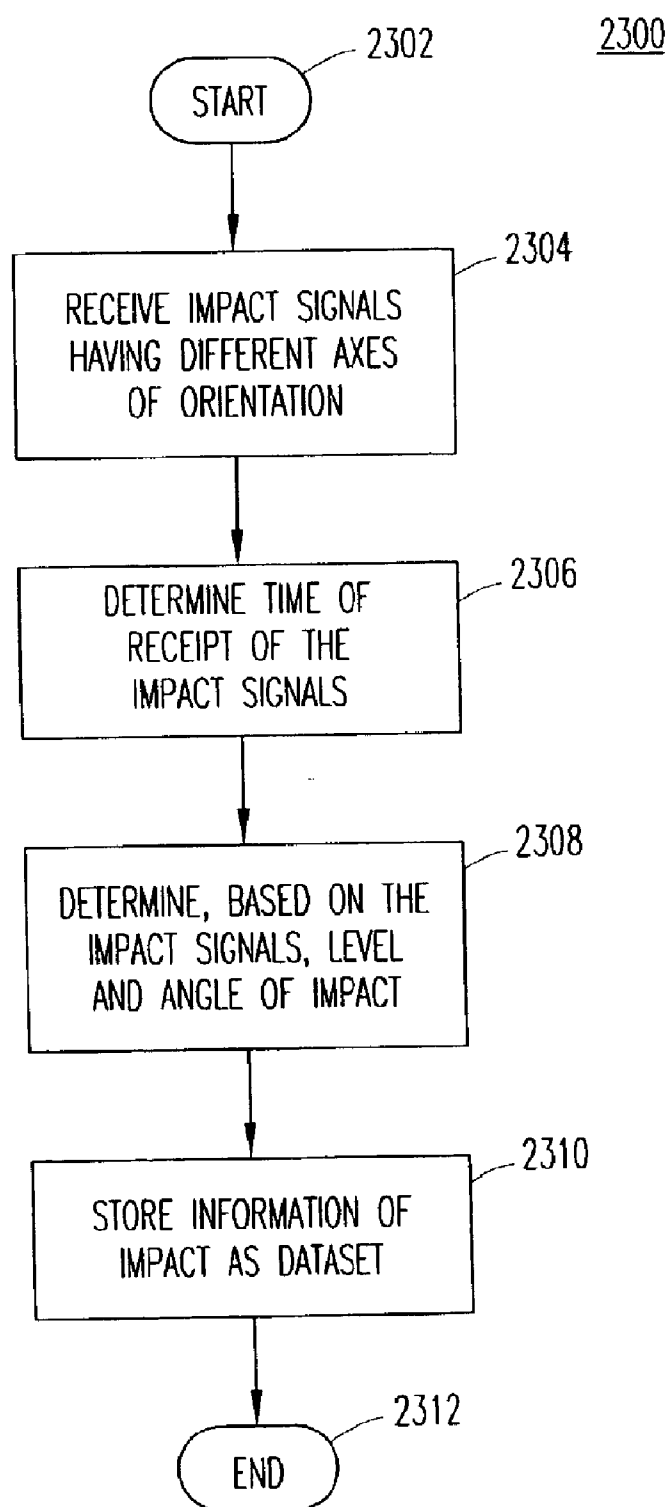 2300
2302
START
2304
RECEIVE IMPACT SIGNALS
HAVING DIFFERENT AXES
OF ORIENTATION
2306
DETERMINE TIME OF
RECEIPT OF THE
IMPACT SIGNALS
2308
DETERMINE, BASED ON THE
IMPACT SIGNALS, LEVEL
AND ANGLE OF IMPACT
2310
STORE INFORMATION OF
IMPACT AS DATASET
2312
END